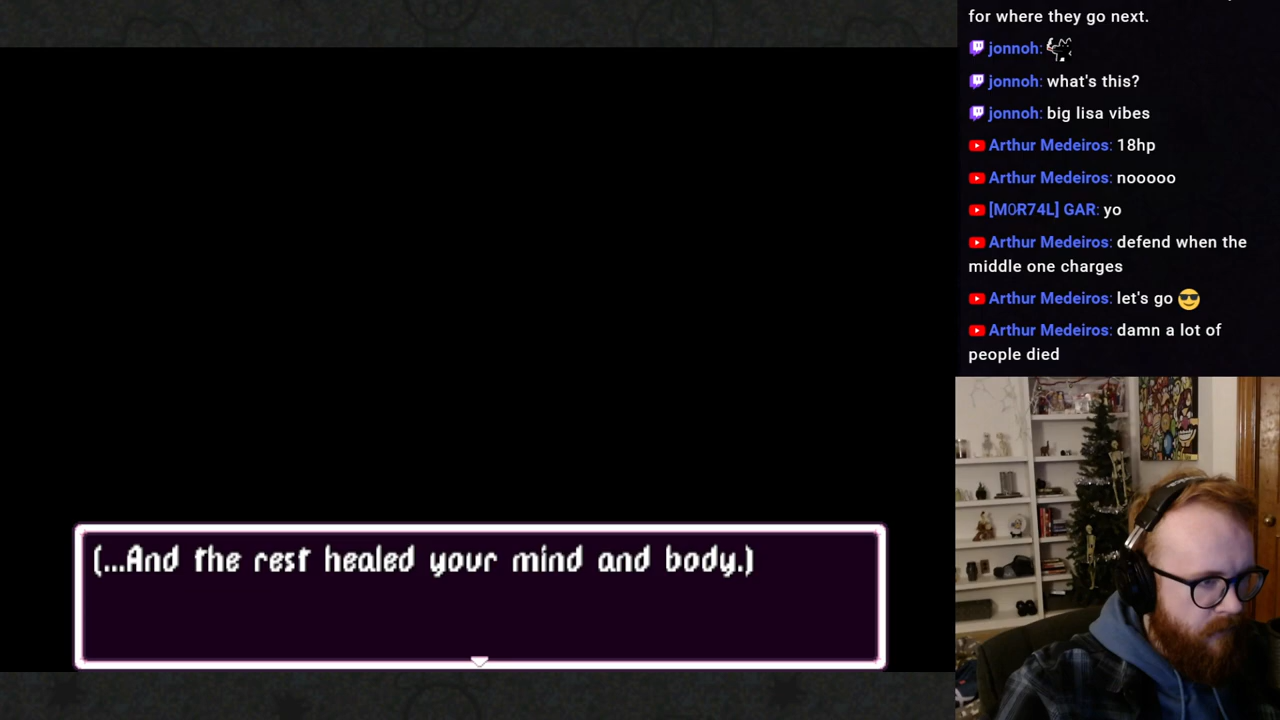 for where they go next.
jonnoh:
jonnoh: what's this?
jonnoh: big lisa vibes
Arthur Medeiros: 18hp
Arthur Medeiros: nooooo
[M0R74L] GAR: yo
Arthur Medeiros: defend when the
middle one charges
Arthur Medeiros: let's go 😎
Arthur Medeiros: damn a lot of
people died
(...And the rest healed your mind and body.)